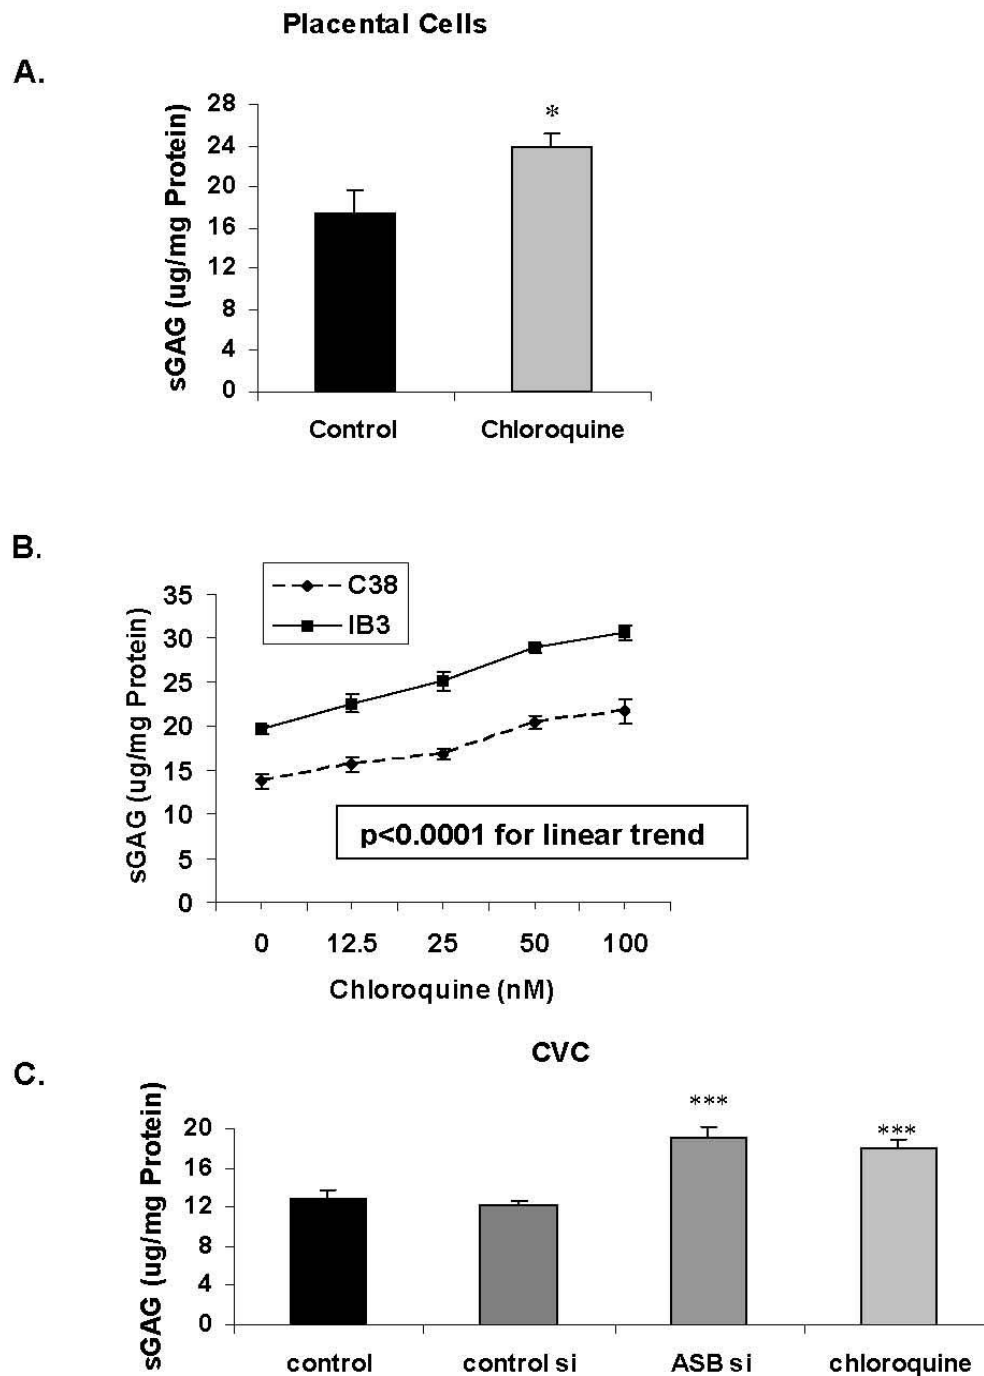 Placental Cells
A.
sGAG (ug/mg Protein)
28
24
20
16
12
8
4
0
*
Control Chloroquine
B.
C38
IB3
sGAG (ug/mg Protein)
35
30
25
20
15
10
5
0
p<0.0001 for linear trend
0 12.5 25 50 100
Chloroquine (nM)
CVC
C.
sGAG (ug/mg Protein)
20
16
12
8
4
0
*** ***
control control si ASB si chloroquine